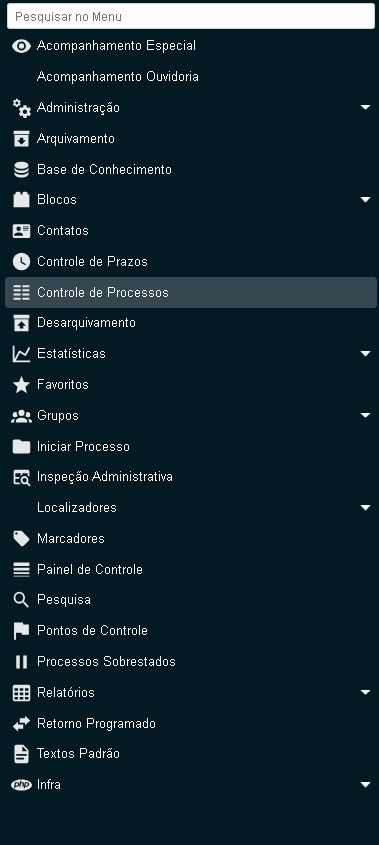 Pesquisar no Menu
Acompanhamento Especial
Acompanhamento Ouvidoria
Administração
Arquivamento
Base de Conhecimento
Blocos
Contatos
Controle de Prazos
Controle de Processos
Desarquivamento
Estatísticas
Favoritos
Grupos
Iniciar Processo
Inspeção Administrativa
Localizadores
Marcadores
Painel de Controle
Pesquisa
Pontos de Controle
Processos Sobrestados
Relatórios
Retorno Programado
Textos Padrão
php Infra